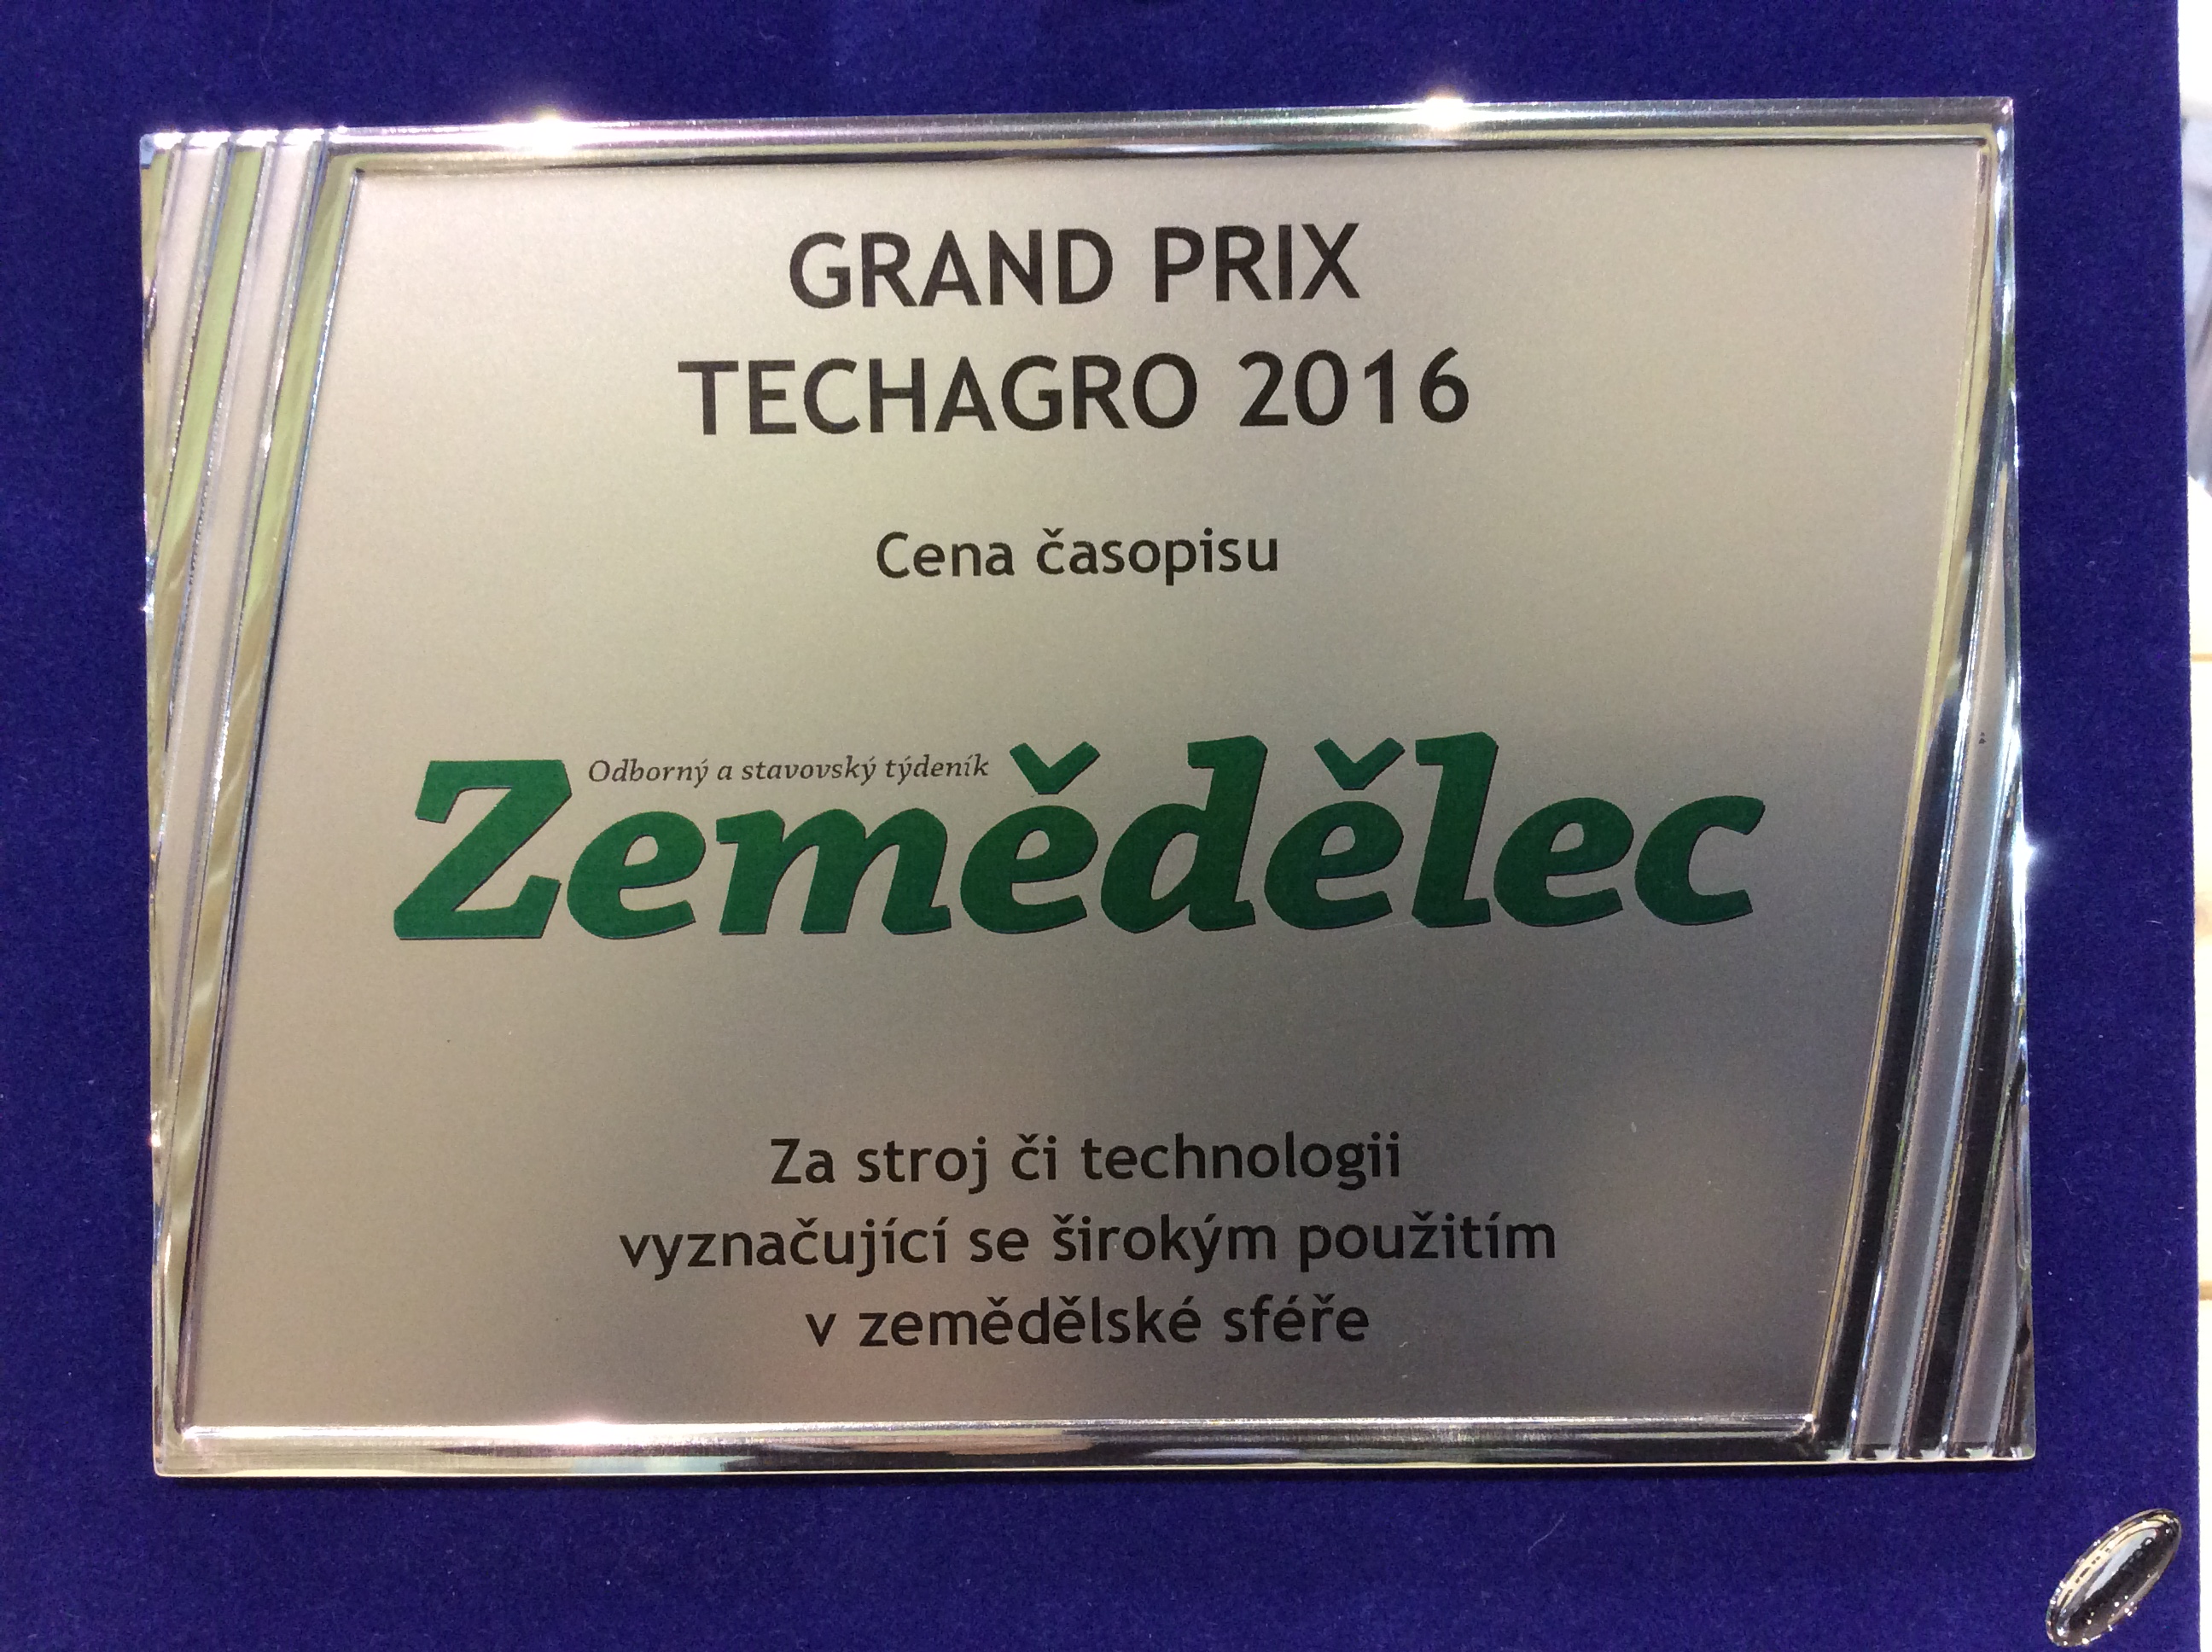 GRAND PRIX
TECHAGRO 2016
Cena časopisu
Odborný a stavovský týdeník
Zemědělec
Za stroj či technologii
vyznačující se širokým použitím
v zemědělské sféře